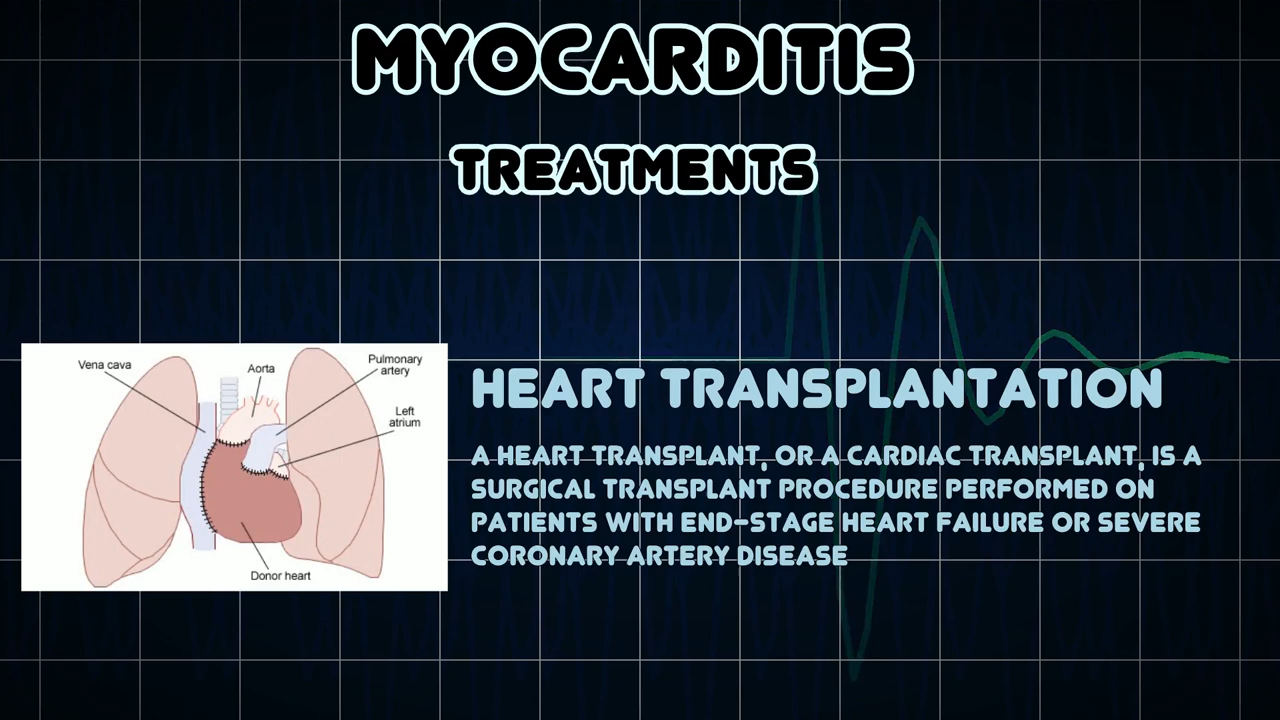 MYOCARDITIS
TREATMENTS
Vena cava
Aorta
Pulmonary
artery
Left
atrium
Donor heart
HEART TRANSPLANTATION
A HEART TRANSPLANT, OR A CARDIAC TRANSPLANT, IS A
SURGICAL TRANSPLANT PROCEDURE PERFORMED ON
PATIENTS WITH END-STAGE HEART FAILURE OR SEVERE
CORONARY ARTERY DISEASE